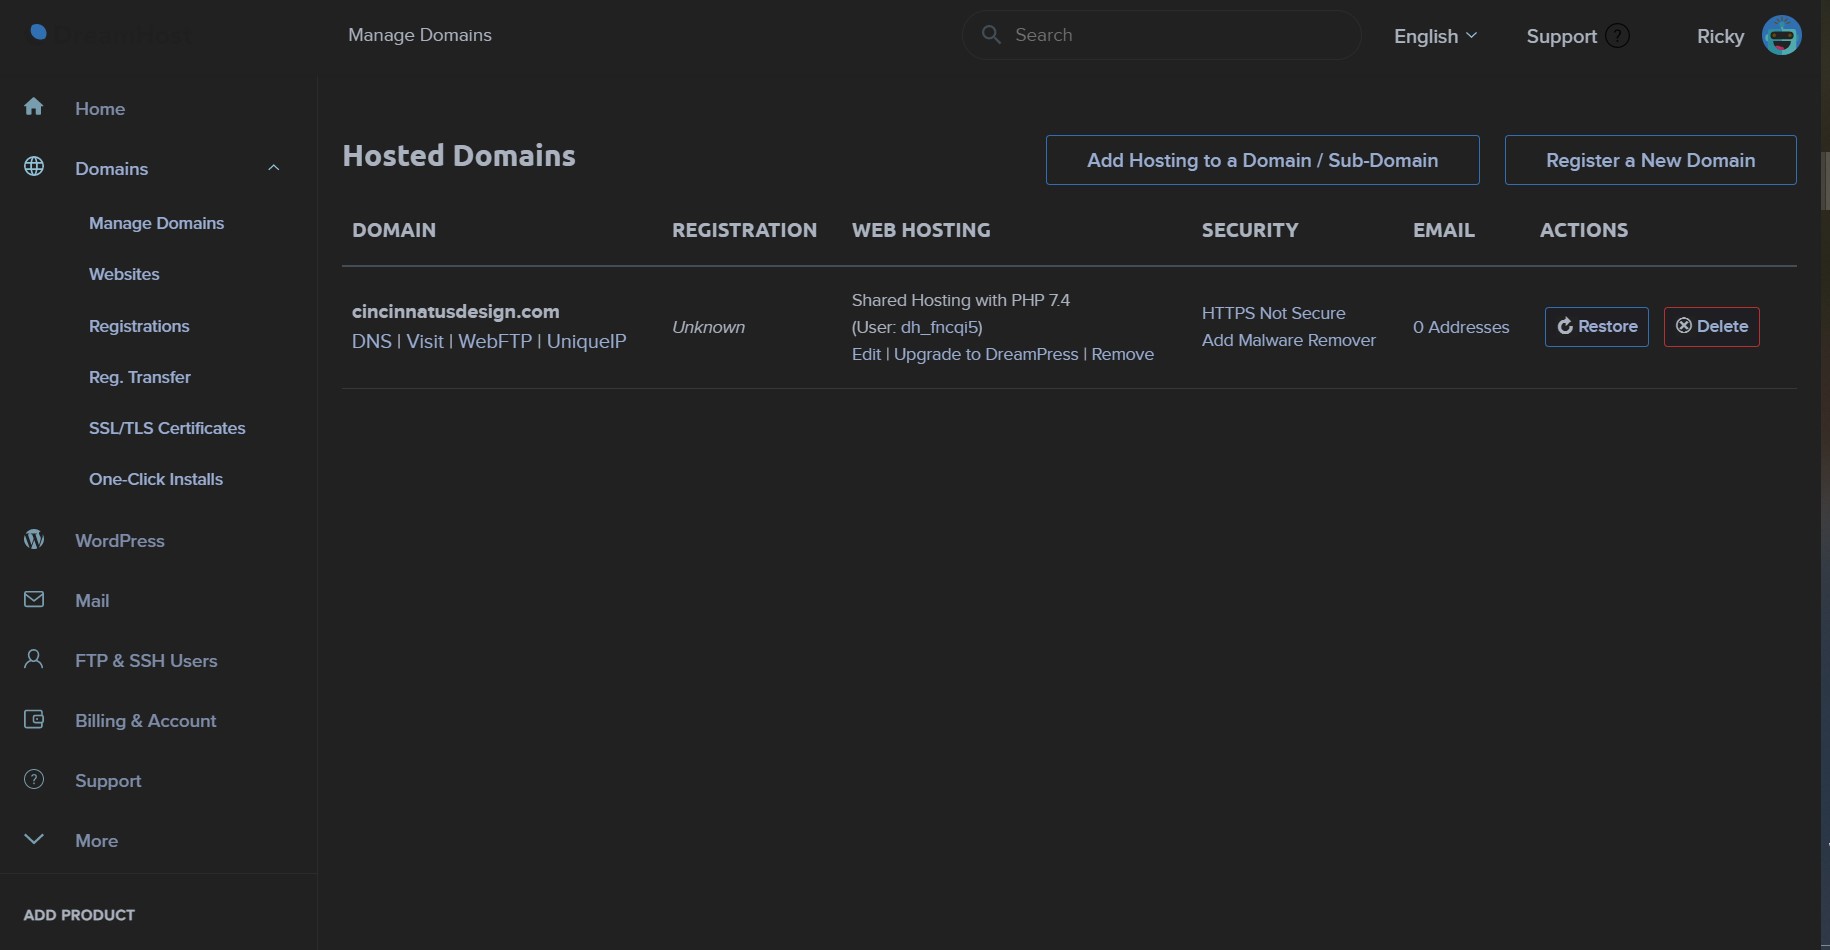 DreamHost
Manage Domains
Search
English
Support ?
Ricky
Home
Domains
Manage Domains
Websites
Registrations
Reg. Transfer
SSL/TLS Certificates
One-Click Installs
WordPress
Mail
FTP & SSH Users
Billing & Account
Support
More
ADD PRODUCT
Hosted Domains
Add Hosting to a Domain / Sub-Domain
Register a New Domain
DOMAIN REGISTRATION WEB HOSTING SECURITY EMAIL ACTIONS
cincinnatusdesign.com
DNS | Visit | WebFTP | UniqueIP
Unknown
Shared Hosting with PHP 7.4
(User: dh_fncqi5)
Edit | Upgrade to DreamPress | Remove
HTTPS Not Secure
Add Malware Remover
0 Addresses
Restore
Delete